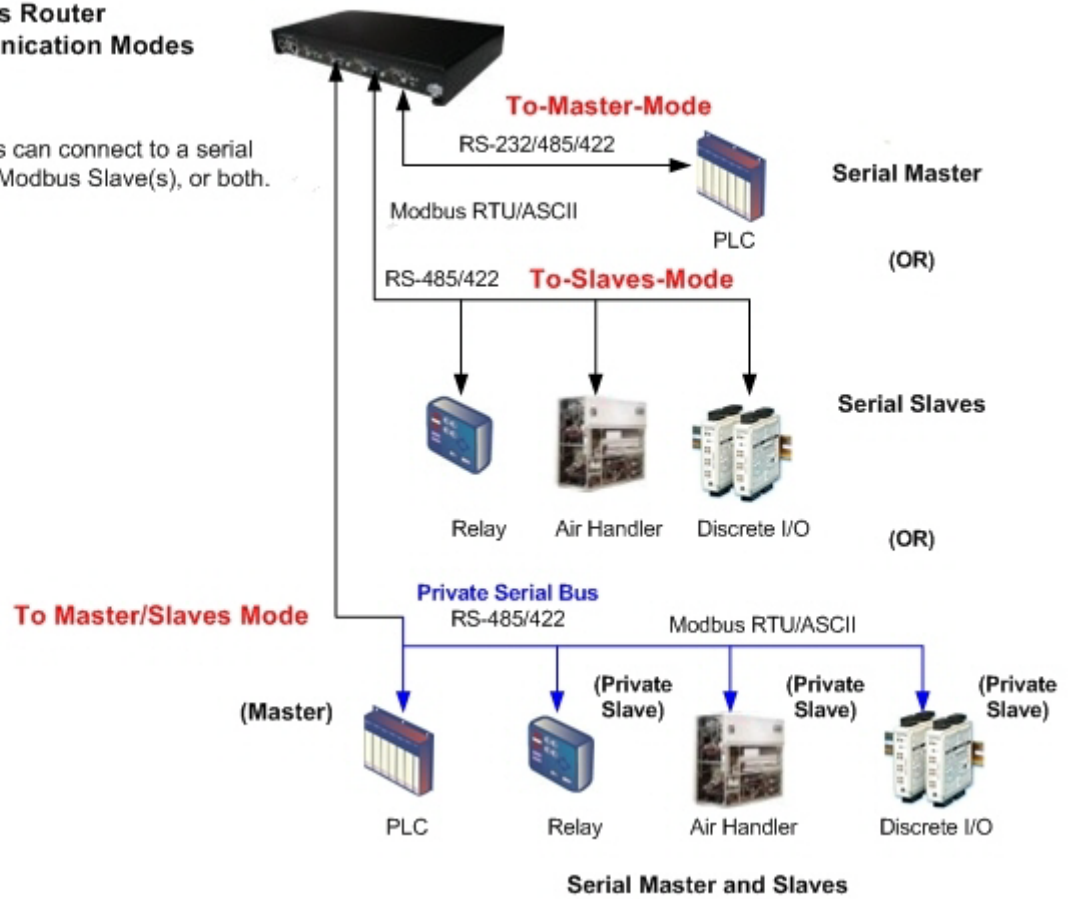 s Router
nication Modes
To-Master-Mode
RS-232/485/422
s can connect to a serial
Modbus Slave(s), or both.
Serial Master
Modbus RTU/ASCII
PLC
(OR)
RS-485/422
To-Slaves-Mode
Serial Slaves
Relay
Air Handler
Discrete I/O
(OR)
Private Serial Bus
To Master/Slaves Mode
RS-485/422
Modbus RTU/ASCII
(Master)
(Private
Slave)
(Private
Slave)
(Private
Slave)
PLC
Relay
Air Handler
Discrete I/O
Serial Master and Slaves